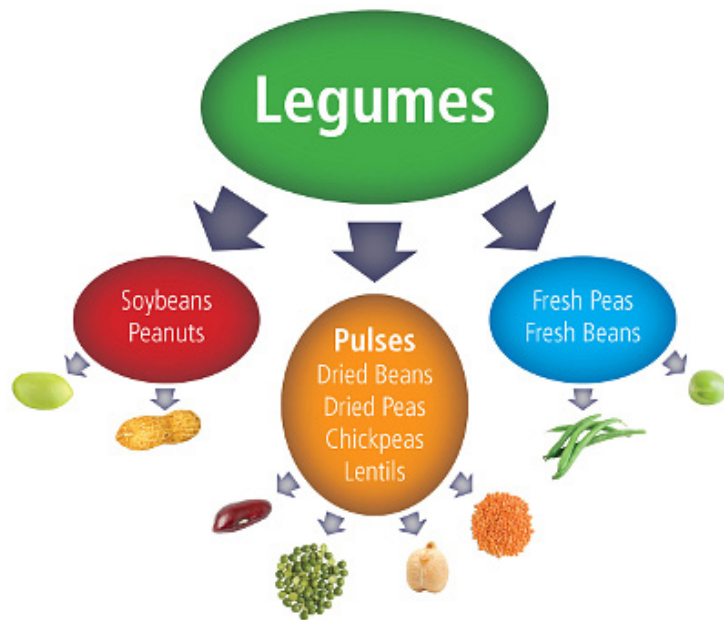 Legumes
Soybeans
Peanuts
Pulses
Dried Beans
Dried Peas
Chickpeas
Lentils
Fresh Peas
Fresh Beans